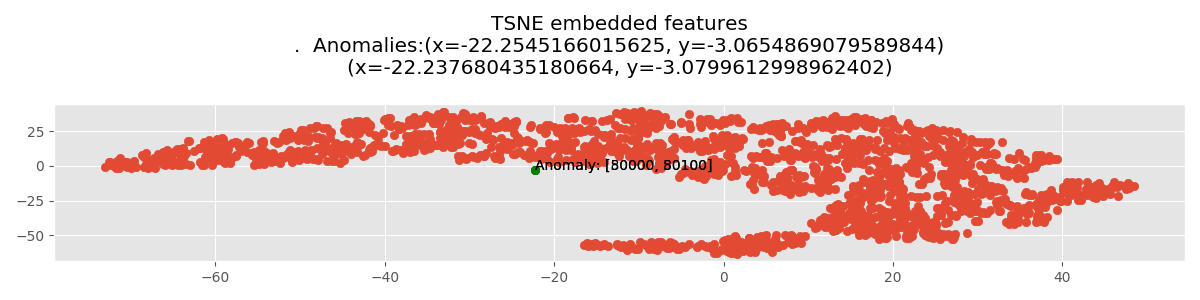 TSNE embedded features
.  Anomalies:(x=-22.2545166015625, y=-3.0654869079589844)
(x=-22.237680435180664, y=-3.0799612998962402)
25
0
−25
−50
Anomaly: [80000, 80100]
−60
−40
−20
0
20
40